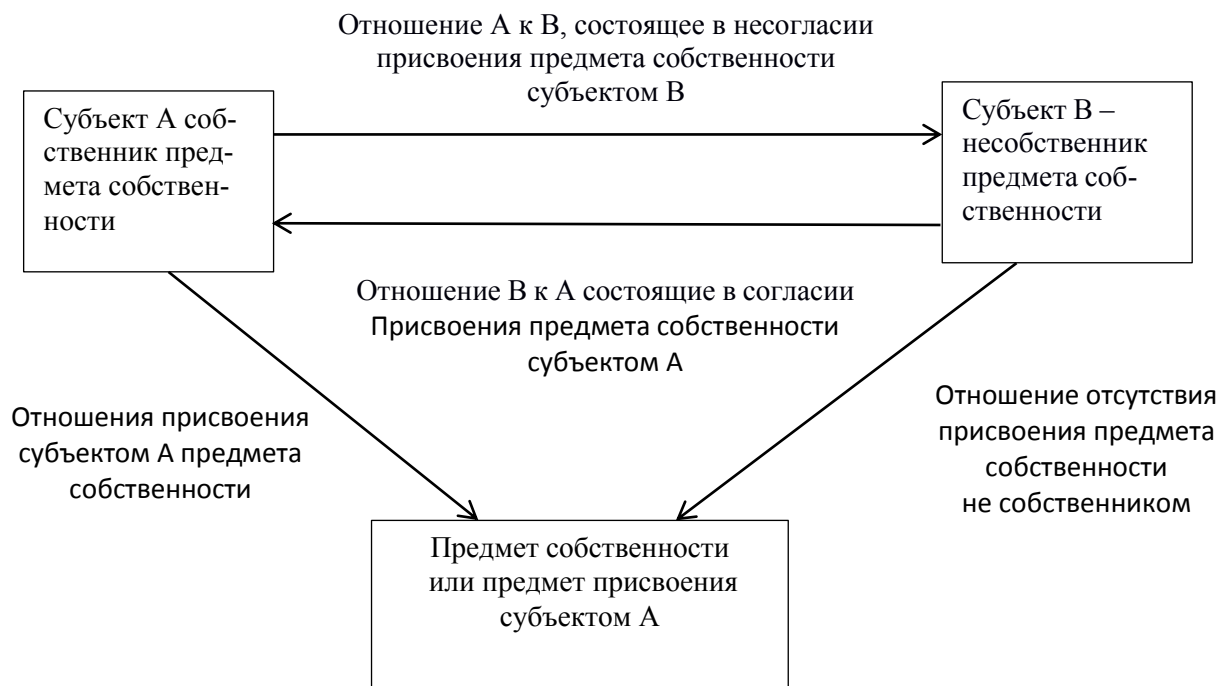 Отношение А к В, состоящее в несогласии
присвоения предмета собственности
субъектом В
Субъект А соб-
ственник пред-
мета собствен-
ности
Субъект В –
несобственник
предмета соб-
ственности
Отношение В к А состоящие в согласии
Присвоения предмета собственности
субъектом А
Отношения присвоения
субъектом А предмета
собственности
Отношение отсутствия
присвоения предмета
собственности
не собственником
Предмет собственности
или предмет присвоения
субъектом А